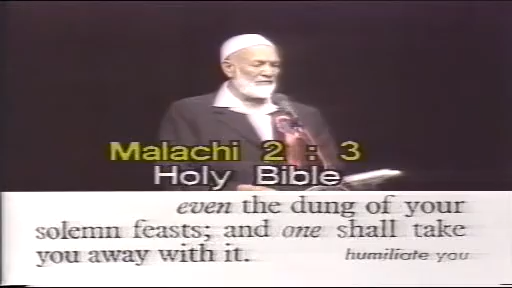 Malachi 2 : 3
Holy Bible
even the dung of your
solemn feasts; and one shall take
you away with it. humiliate you